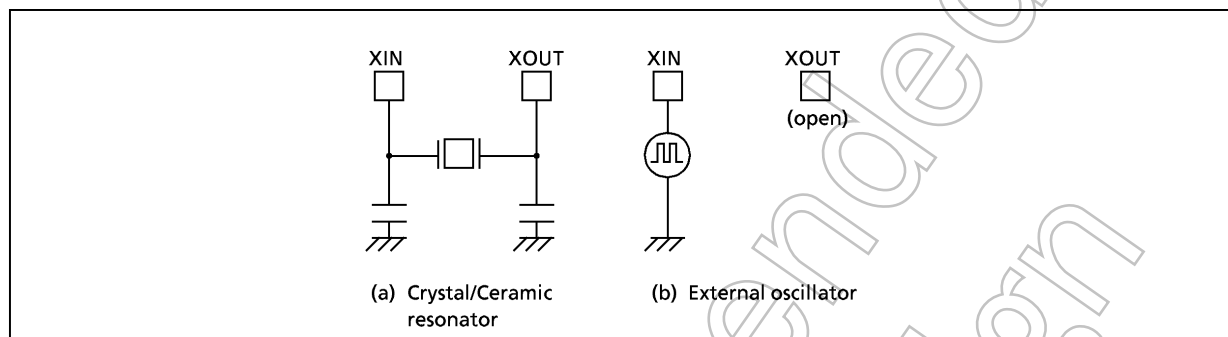 XIN XOUT XIN XOUT
(open)
(a) Crystal/Ceramic (b) External oscillator
resonator